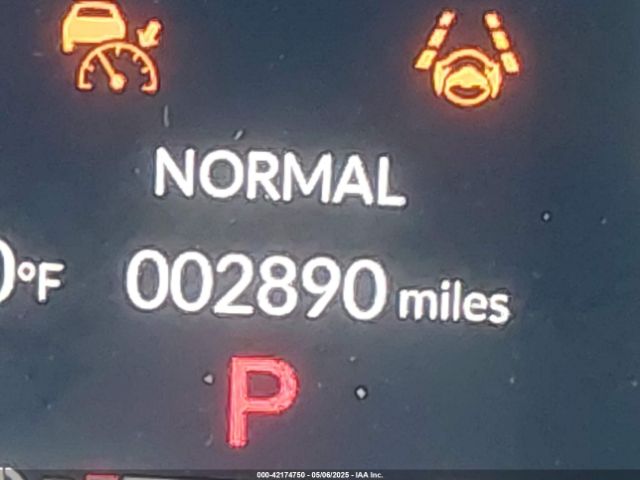 NORMAL
°F 002890 miles
P
000-42174750 - 05/06/2025 - IAA Inc.